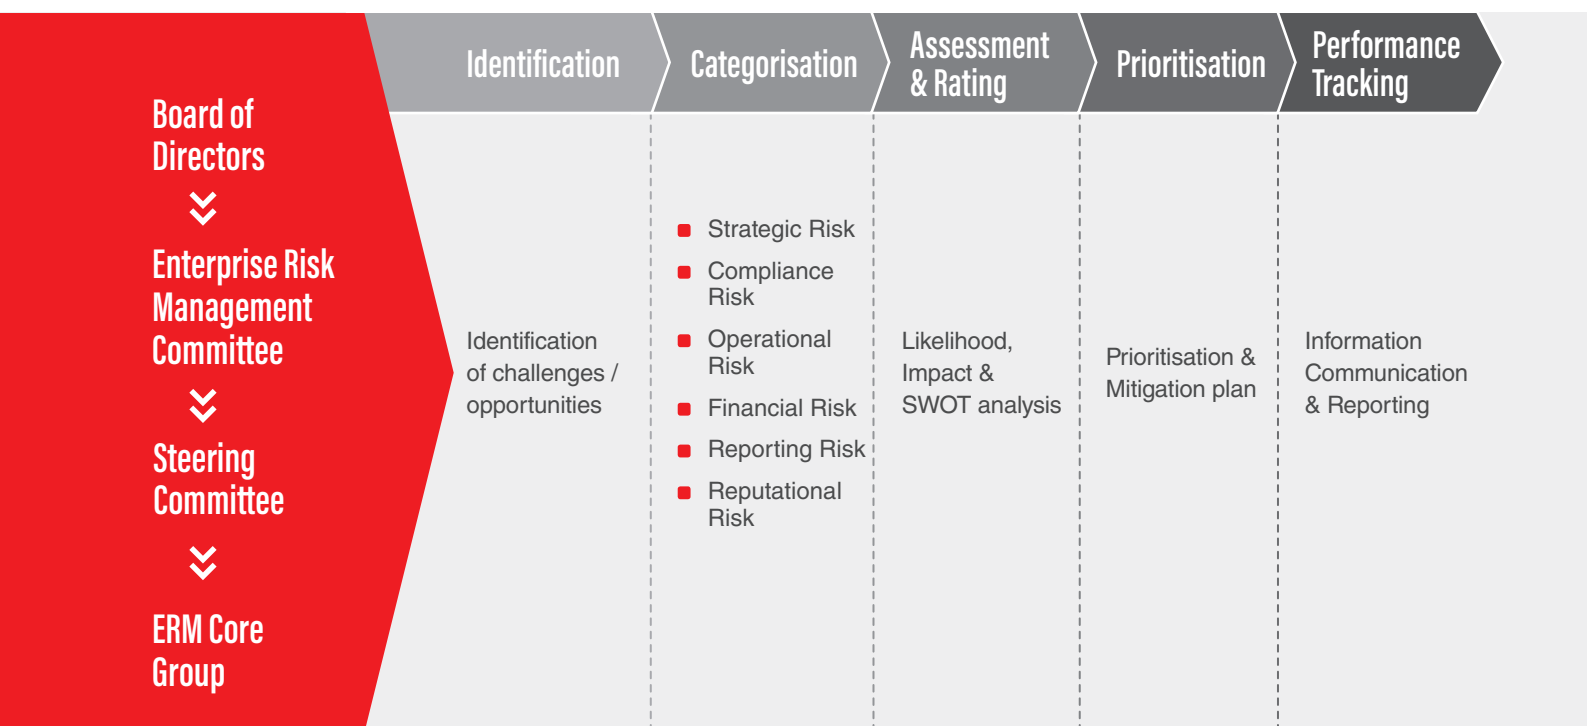 Board of
Directors
Enterprise Risk
Management
Committee
Steering
Committee
ERM Core
Group
Identification
Categorisation
Assessment
& Rating
Prioritisation
Performance
Tracking
Identification
of challenges /
opportunities
Strategic Risk
Compliance
Risk
Operational
Risk
Financial Risk
Reporting Risk
Reputational
Risk
Likelihood,
Impact &
SWOT analysis
Prioritisation &
Mitigation plan
Information
Communication
& Reporting